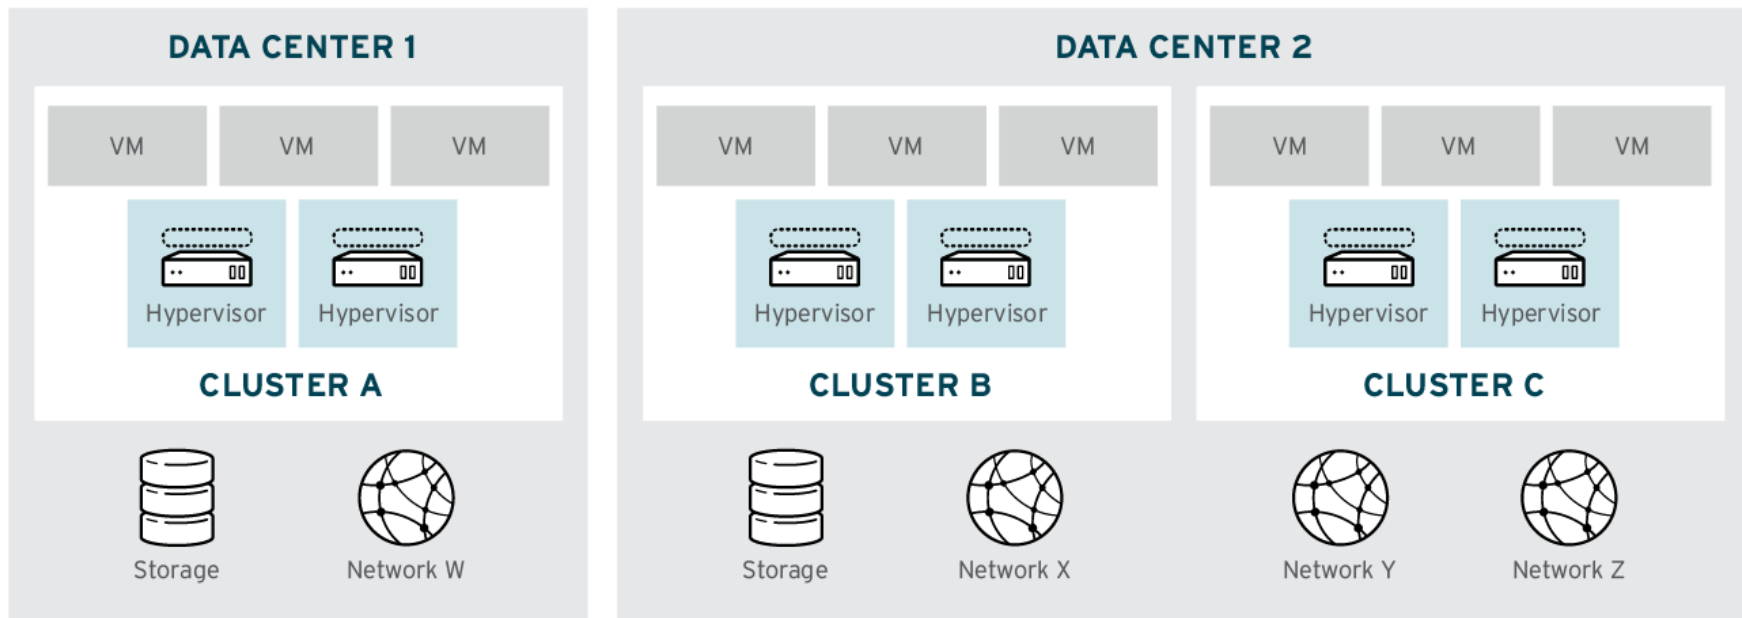 DATA CENTER 1
VM VM VM
Hypervisor Hypervisor
CLUSTER A
Storage Network W
DATA CENTER 2
VM VM VM
Hypervisor Hypervisor
CLUSTER B
VM VM VM
Hypervisor Hypervisor
CLUSTER C
Storage Network X Network Y Network Z